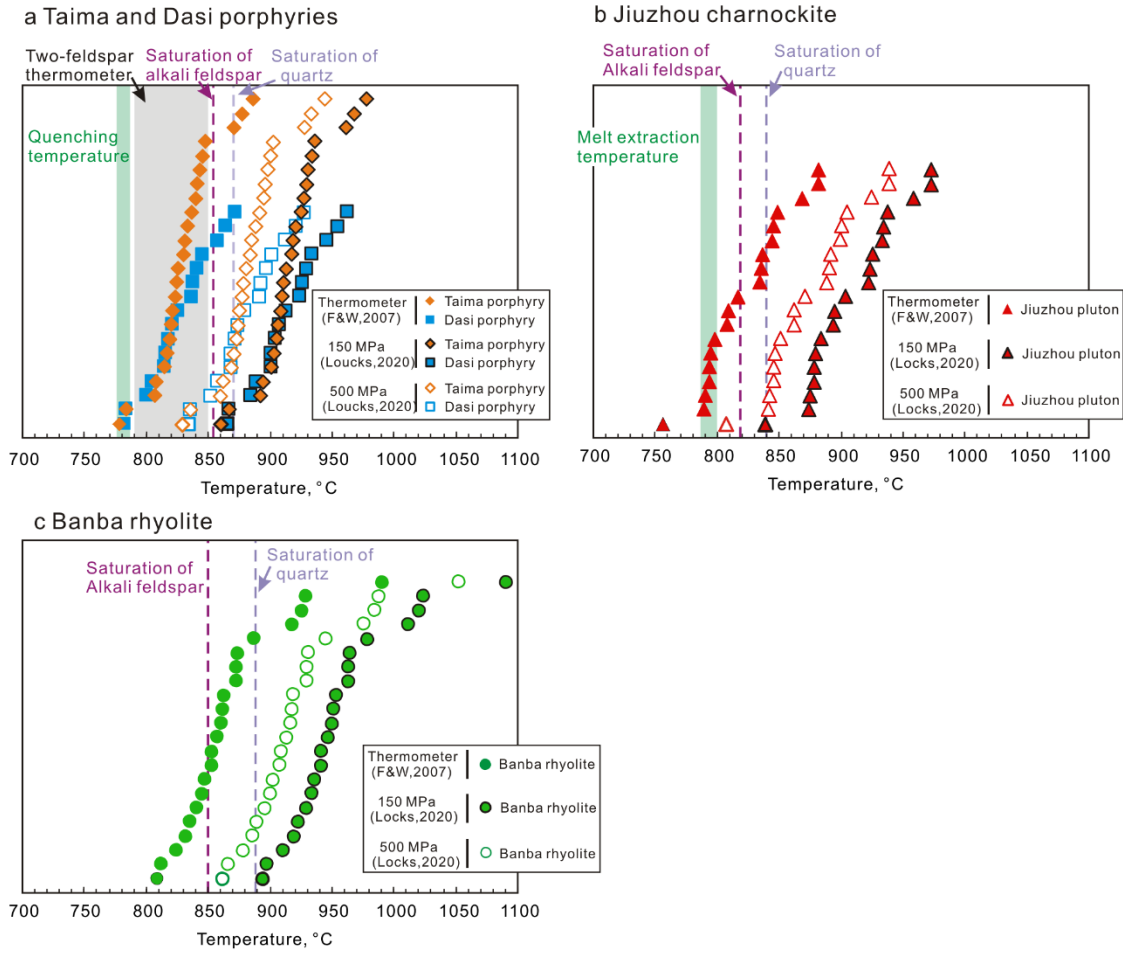 a Taima and Dasi porphyries
Two-feldspar
thermometer
Saturation of
alkali feldspar
Saturation of
quartz
Quenching
temperature
Thermometer
(F&W,2007)
Taima porphyry
Dasi porphyry
150 MPa
(Loucks,2020)
Taima porphyry
Dasi porphyry
500 MPa
(Loucks,2020)
Taima porphyry
Dasi porphyry
700 800 850 900 950 1000 1100
Temperature, °C
b Jiuzhou charnockite
Saturation of
Alkali feldspar
Saturation of
quartz
Melt extraction
temperature
Thermometer
(F&W,2007)
Jiuzhou pluton
150 MPa
(Locks,2020)
Jiuzhou pluton
500 MPa
(Locks,2020)
Jiuzhou pluton
700 800 850 900 950 1000 1100
Temperature, °C
c Banba rhyolite
Saturation of
Alkali feldspar
Saturation of
quartz
Thermometer
(F&W,2007)
Banba rhyolite
150 MPa
(Locks,2020)
Banba rhyolite
500 MPa
(Locks,2020)
Banba rhyolite
700 800 850 900 950 1000 1100
Temperature, °C